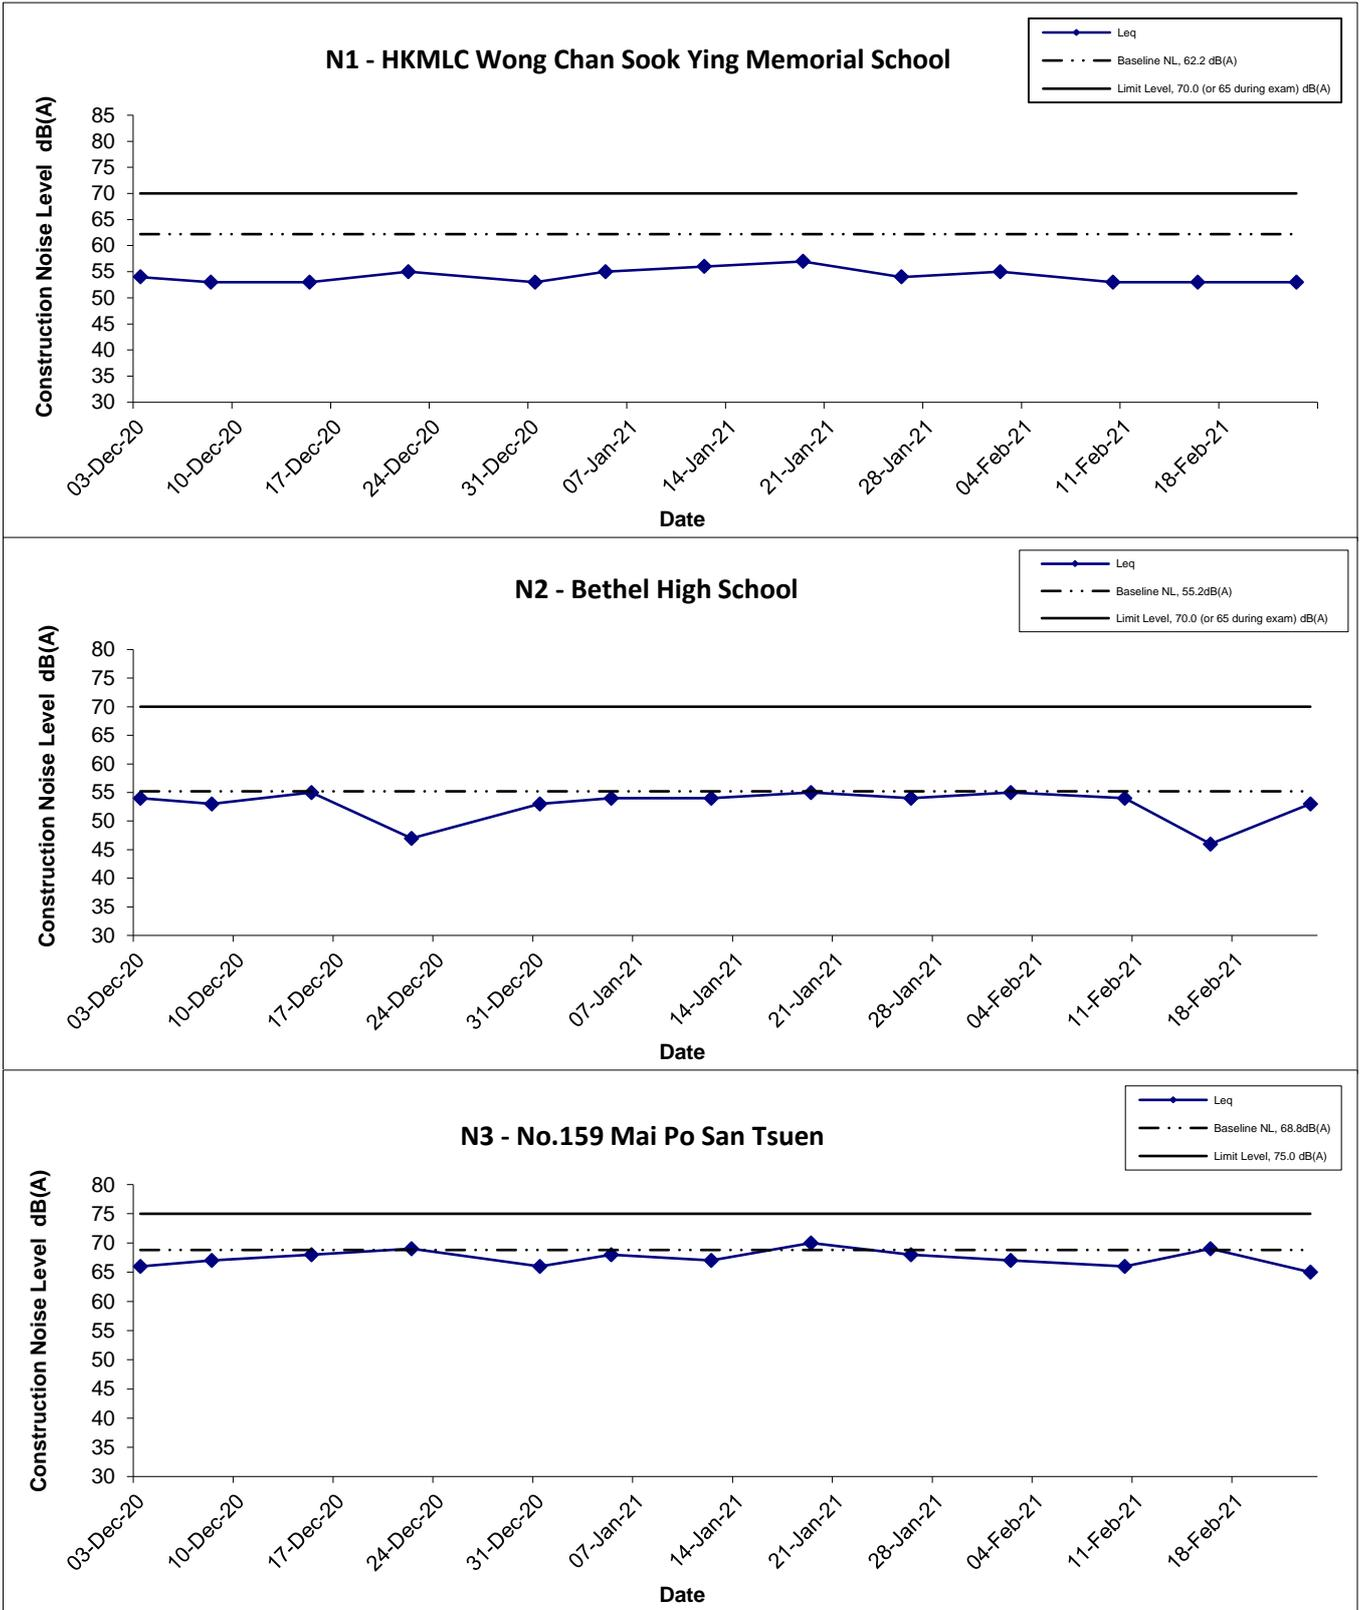 N1 - HKMLC Wong Chan Sook Ying Memorial School
Leq
Baseline NL, 62.2 dB(A)
Limit Level, 70.0 (or 65 during exam) dB(A)
Construction Noise Level dB(A)
85
80
75
70
65
60
55
50
45
40
35
30
03-Dec-20
10-Dec-20
17-Dec-20
24-Dec-20
31-Dec-20
07-Jan-21
14-Jan-21
21-Jan-21
28-Jan-21
04-Feb-21
11-Feb-21
18-Feb-21
Date
N2 - Bethel High School
Leq
Baseline NL, 55.2dB(A)
Limit Level, 70.0 (or 65 during exam) dB(A)
Construction Noise Level dB(A)
80
75
70
65
60
55
50
45
40
35
30
03-Dec-20
10-Dec-20
17-Dec-20
24-Dec-20
31-Dec-20
07-Jan-21
14-Jan-21
21-Jan-21
28-Jan-21
04-Feb-21
11-Feb-21
18-Feb-21
Date
N3 - No.159 Mai Po San Tsuen
Leq
Baseline NL, 68.8dB(A)
Limit Level, 75.0 dB(A)
Construction Noise Level dB(A)
80
75
70
65
60
55
50
45
40
35
30
03-Dec-20
10-Dec-20
17-Dec-20
24-Dec-20
31-Dec-20
07-Jan-21
14-Jan-21
21-Jan-21
28-Jan-21
04-Feb-21
11-Feb-21
18-Feb-21
Date